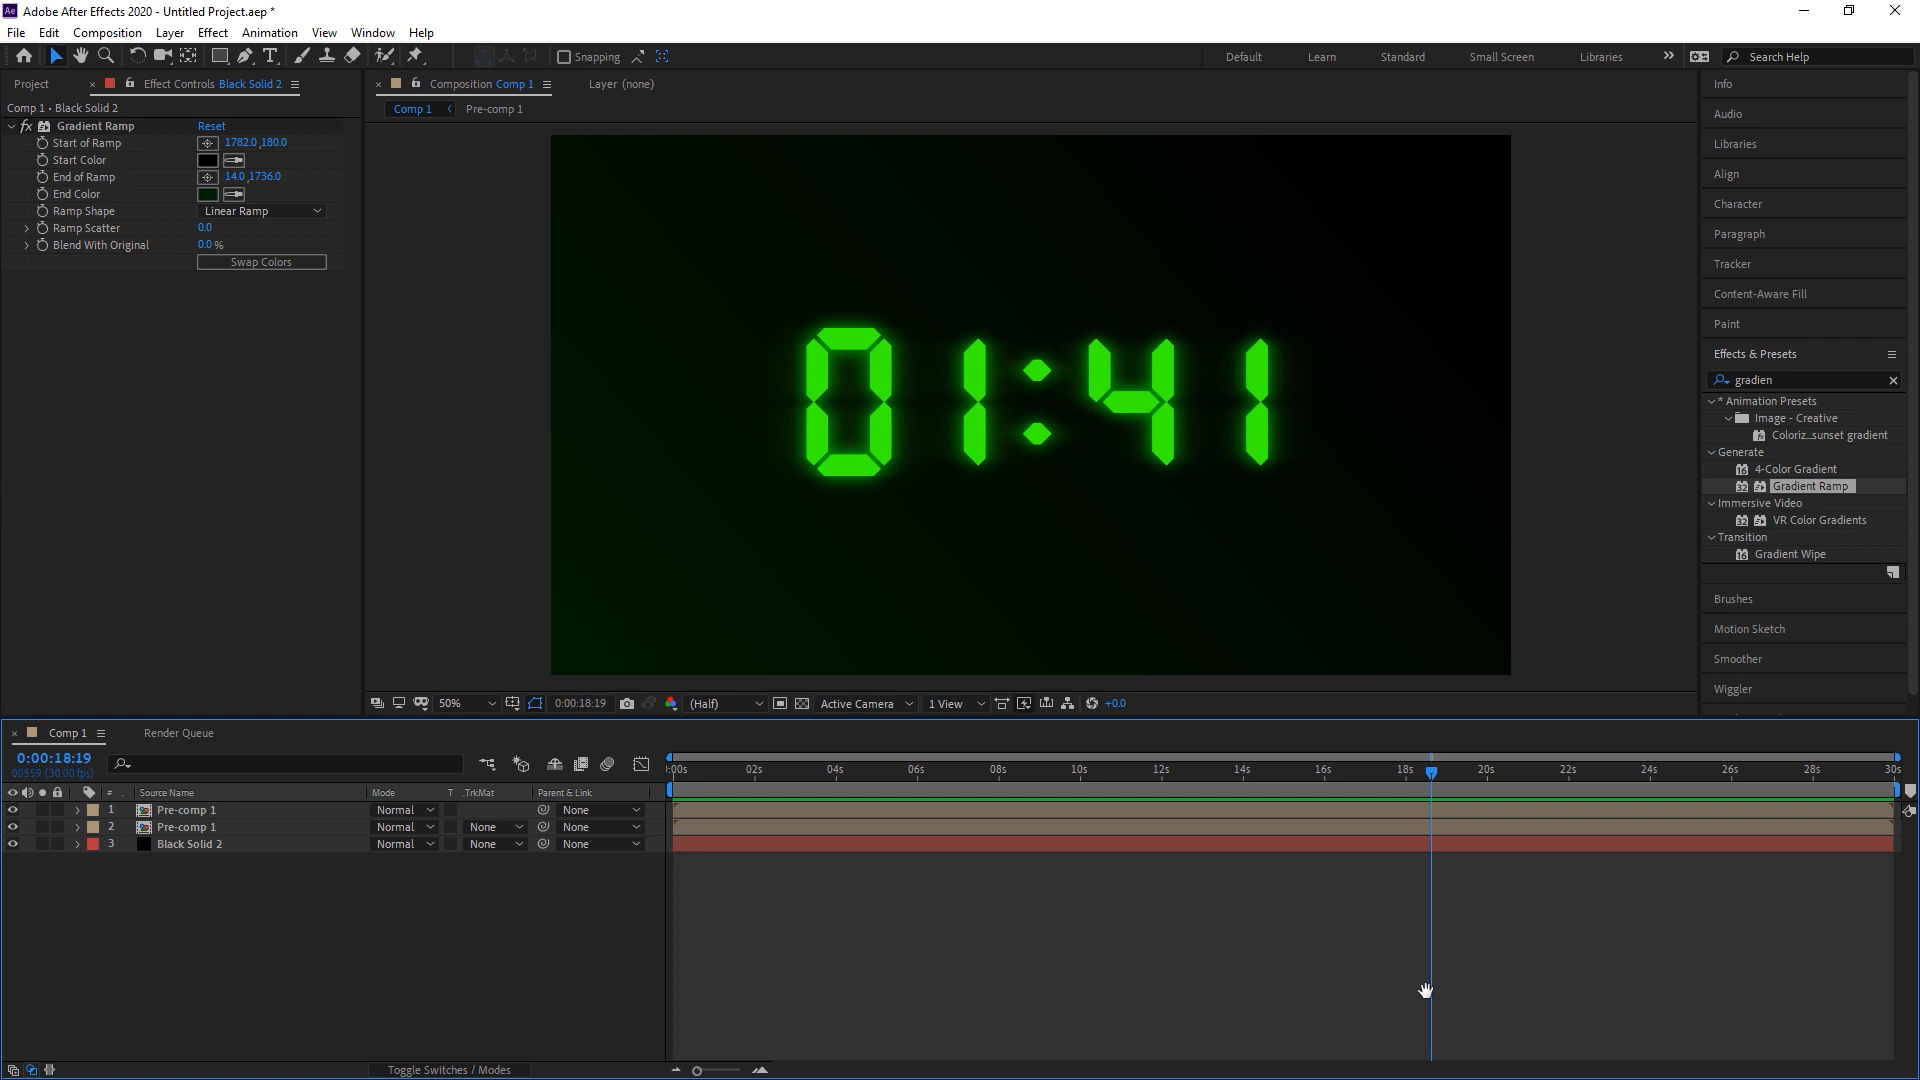 Ae Adobe After Effects 2020 - Untitled Project.aep *
File Edit Composition Layer Effect Animation View Window Help
Snapping
Default Learn Standard Small Screen Libraries
Search Help
Project
Effect Controls Black Solid 2
Comp 1 • Black Solid 2
fx Gradient Ramp Reset
Start of Ramp 1782.0,180.0
Start Color
End of Ramp 14.0,1736.0
End Color
Ramp Shape Linear Ramp
Ramp Scatter 0.0
Blend With Original 0.0 %
Swap Colors
Composition Comp 1
Layer (none)
Comp 1 Pre-comp 1
01:41
50% 0:00:18:19 (Half) Active Camera 1 View +0.0
Info
Audio
Libraries
Align
Character
Paragraph
Tracker
Content-Aware Fill
Paint
Effects & Presets
gradien
* Animation Presets
Image - Creative
Coloriz...sunset gradient
Generate
16 4-Color Gradient
32 Gradient Ramp
Immersive Video
32 VR Color Gradients
Transition
16 Gradient Wipe
Brushes
Motion Sketch
Smoother
Wiggler
Comp 1 Render Queue
0:00:18:19
00559 (30.00 fps)
# Source Name Mode T .TrkMat Parent & Link
1 Pre-comp 1 Normal None
2 Pre-comp 1 Normal None None
3 Black Solid 2 Normal None None
:00s 02s 04s 06s 08s 10s 12s 14s 16s 18s 20s 22s 24s 26s 28s 30s
Toggle Switches / Modes